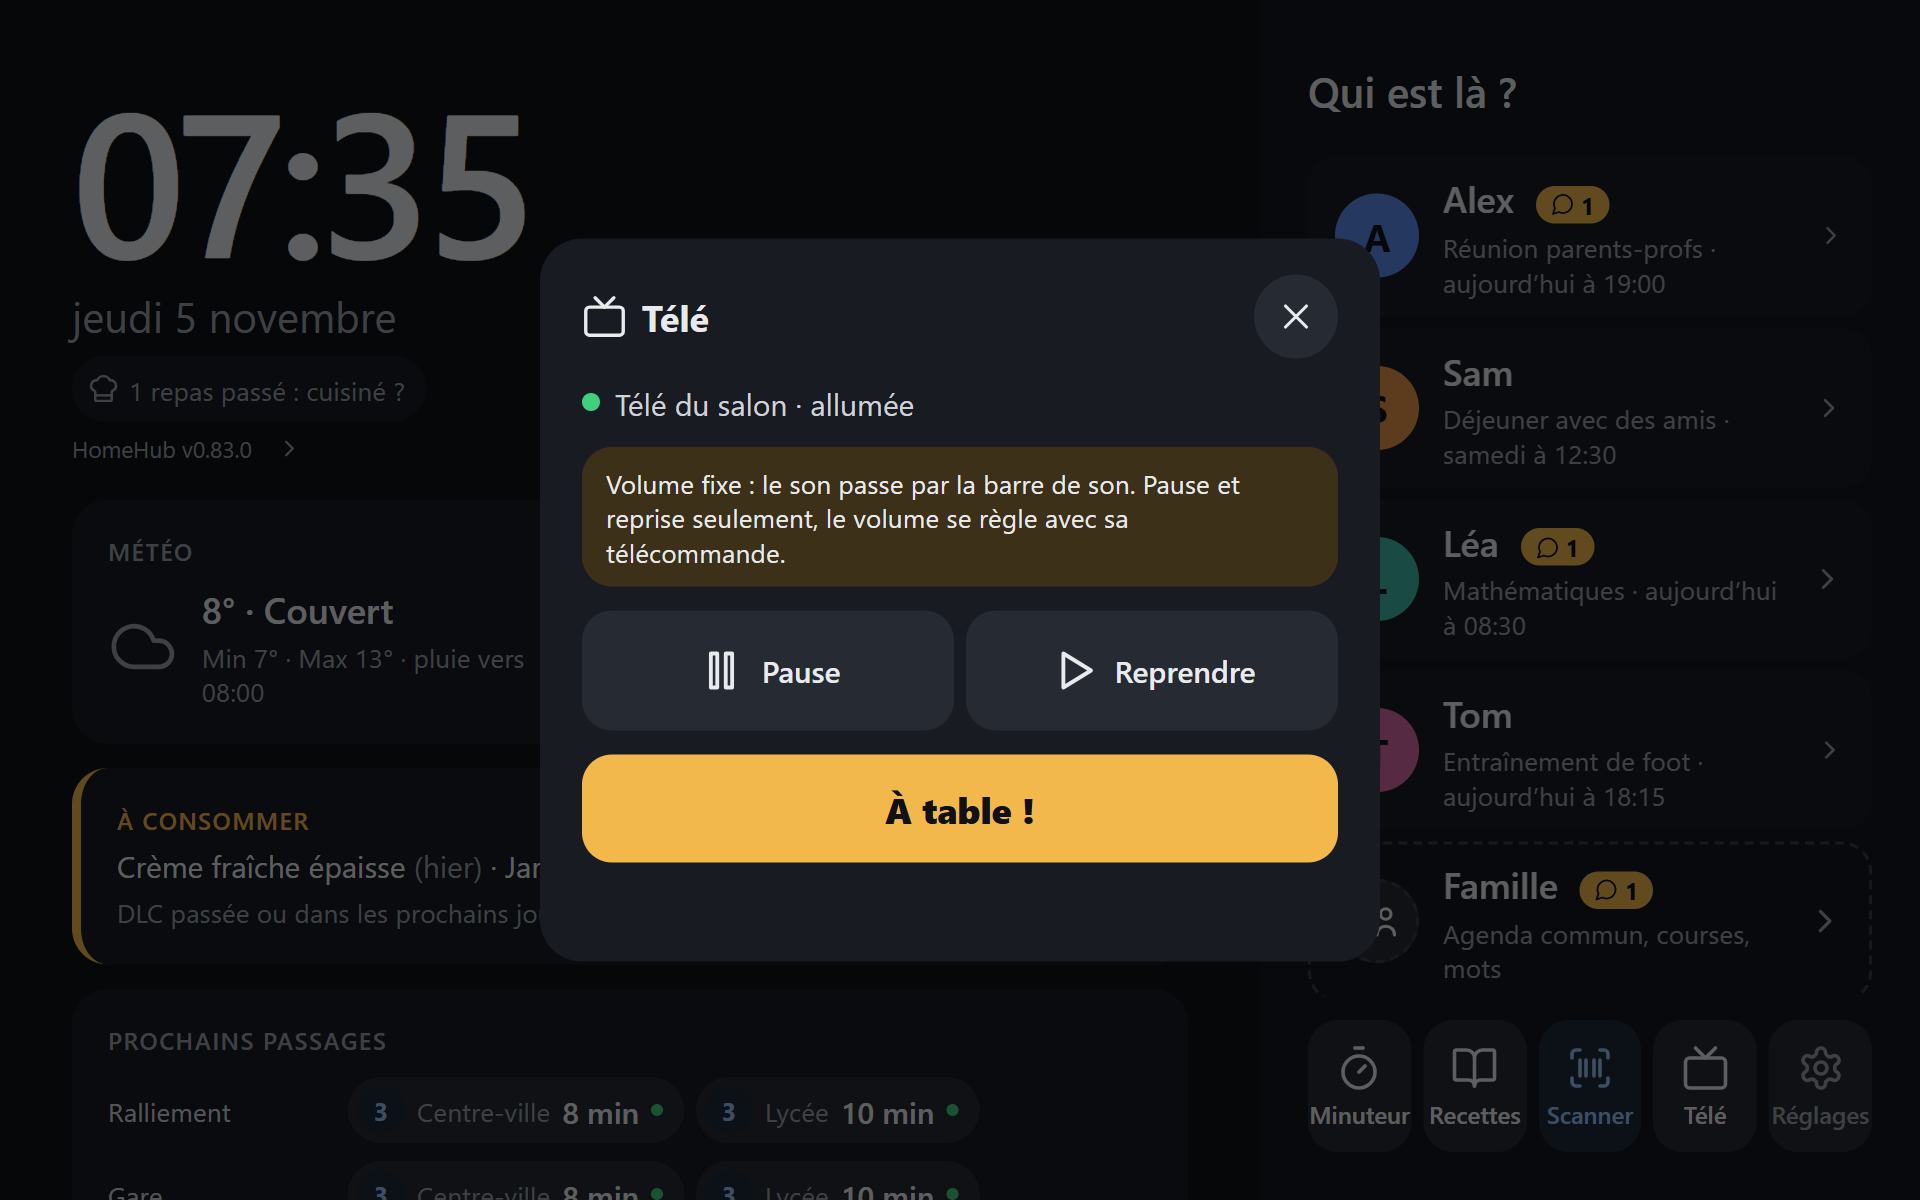 07:35
jeudi 5 novembre
1 repas passé : cuisiné ?
HomeHub v0.83.0
MÉTÉO
8° · Couvert
Min 7° · Max 13° · pluie vers
08:00
À CONSOMMER
Crème fraîche épaisse (hier) ·
DLC passée ou dans les prochains
PROCHAINS PASSAGES
Ralliement
3 Centre-ville 8 min
3 Lycée 10 min
Gare
3 Centre-ville 8 min
3 Lycée 10 min
Télé
Télé du salon · allumée
Volume fixe : le son passe par la barre de son. Pause et
reprise seulement, le volume se règle avec sa
télécommande.
Pause
Reprendre
À table !
Qui est là ?
A
Alex 1
Réunion parents-profs ·
aujourd’hui à 19:00
Sam
Déjeuner avec des amis ·
samedi à 12:30
Léa 1
Mathématiques · aujourd’hui
à 08:30
Tom
Entraînement de foot ·
aujourd’hui à 18:15
Famille 1
Agenda commun, courses,
mots
Minuteur
Recettes
Scanner
Télé
Réglages